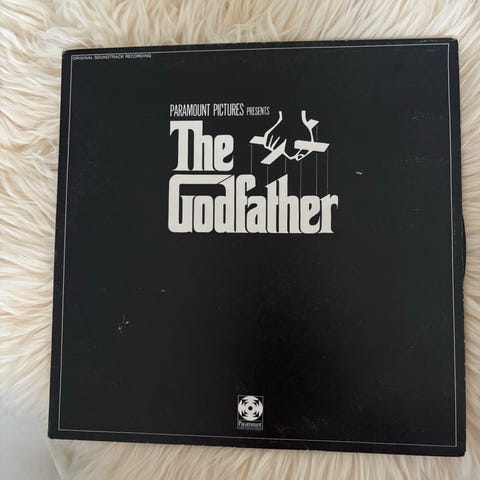 ORIGINAL SOUNDTRACK RECORDING
PARAMOUNT PICTURES PRESENTS
The
Godfather
Paramount